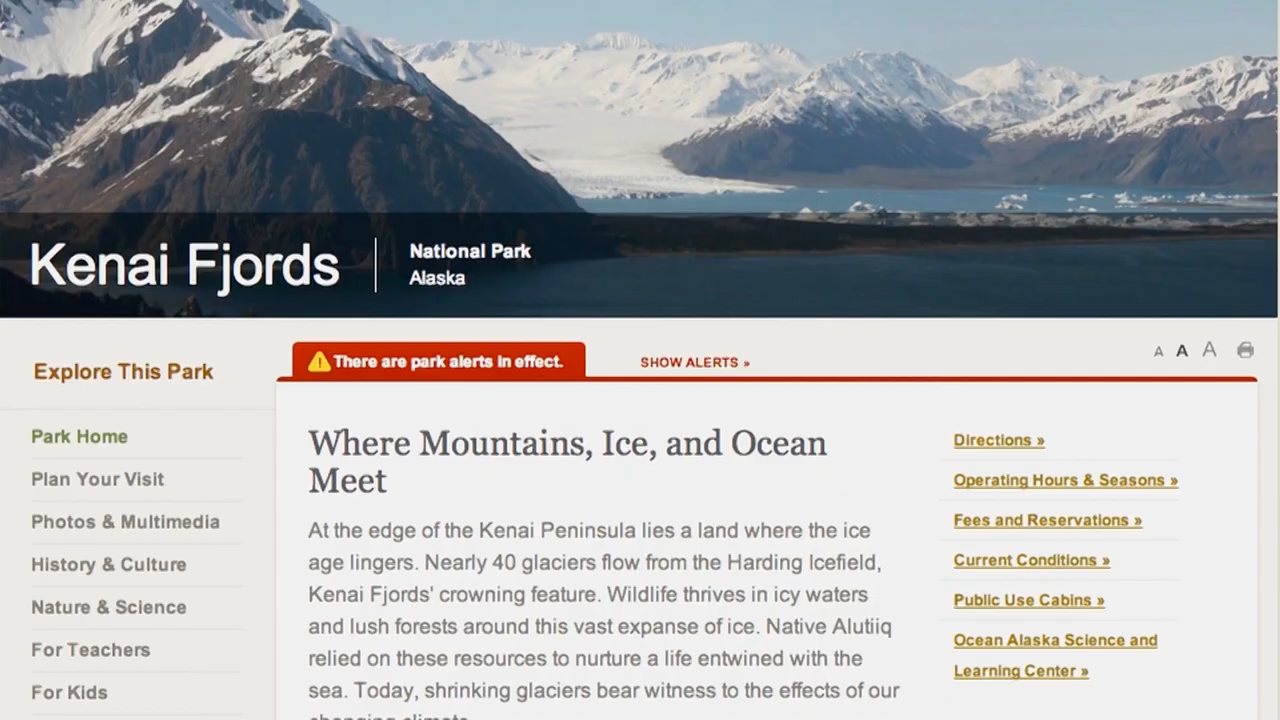 Kenai Fjords
National Park
Alaska
Explore This Park
There are park alerts in effect.
SHOW ALERTS »
A A A
Park Home
Plan Your Visit
Photos & Multimedia
History & Culture
Nature & Science
For Teachers
For Kids
Where Mountains, Ice, and Ocean
Meet
At the edge of the Kenai Peninsula lies a land where the ice
age lingers. Nearly 40 glaciers flow from the Harding Icefield,
Kenai Fjords' crowning feature. Wildlife thrives in icy waters
and lush forests around this vast expanse of ice. Native Alutiiq
relied on these resources to nurture a life entwined with the
sea. Today, shrinking glaciers bear witness to the effects of our
changing climate.
Directions »
Operating Hours & Seasons »
Fees and Reservations »
Current Conditions »
Public Use Cabins »
Ocean Alaska Science and
Learning Center »